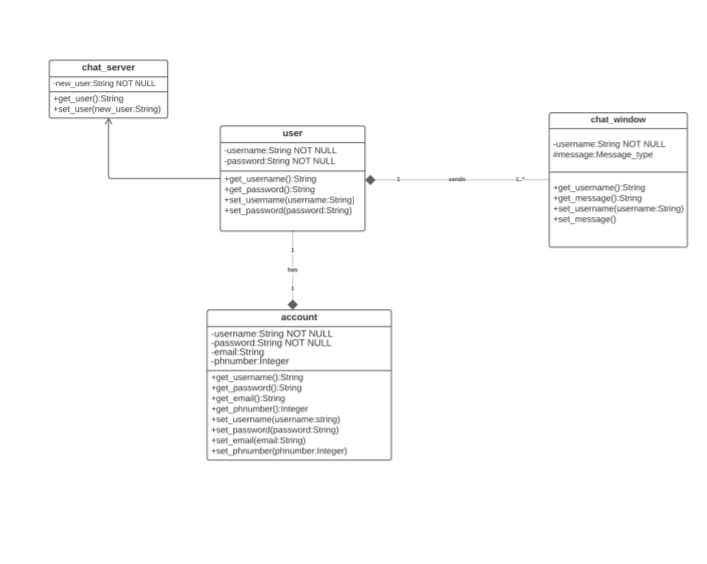 chat_server
-new_user:String NOT NULL
+get_user():String
+set_user(new_user:String)
user
-username:String NOT NULL
-password:String NOT NULL
+get_username():String
+get_password():String
+set_username(username:String)
+set_password(password:String)
1
sends
1..*
chat_window
-username:String NOT NULL
#message:Message_type
+get_username():String
+get_message():String
+set_username(username:String)
+set_message()
1
has
1
account
-username:String NOT NULL
-password:String NOT NULL
-email:String
-phnumber:Integer
+get_username():String
+get_password():String
+get_email():String
+get_phnumber():Integer
+set_username(username:string)
+set_password(password:String)
+set_email(email:String)
+set_phnumber(phnumber:Integer)